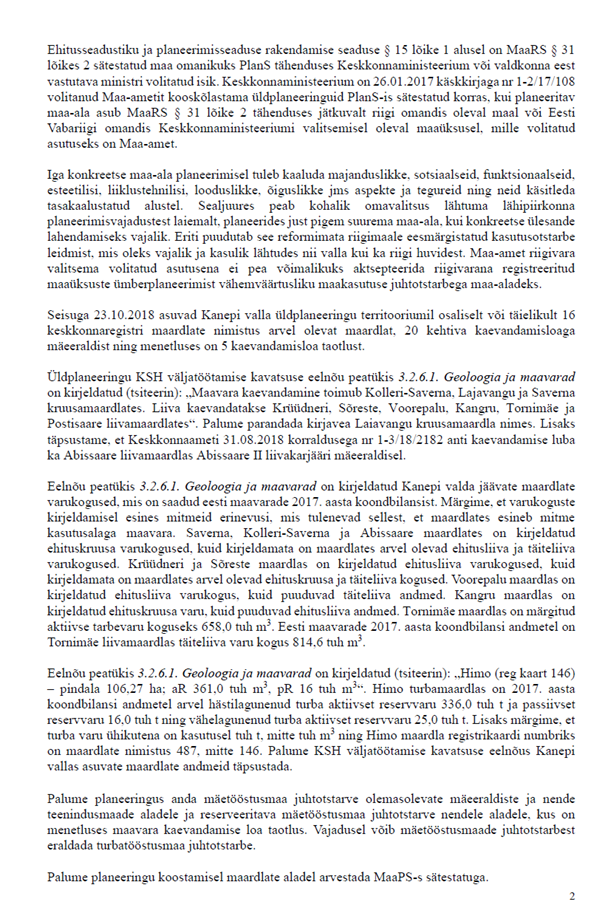 Ehitusseadustiku ja planeerimisseaduse rakendamise seaduse § 15 lõike 1 alusel on MaaRS § 31
lõikes 2 sätestatud maa omanikuks PlanS tähenduses Keskkonnaministeerium või valdkonna eest
vastutava ministri volitatud isik. Keskkonnaministeerium on 26.01.2017 käskkirjaga nr 1-2/17/108
volitanud Maa-ametit kooskõlastama üldplaneeringuid PlanS-is sätestatud korras, kui planeeritav
maa-ala asub MaaRS § 31 lõike 2 tähenduses jätkuvalt riigi omandis oleval maal või Eesti
Vabariigi omandis Keskkonnaministeeriumi valitsemisel oleval maaüksusel, mille volitatud
asutuseks on Maa-amet.
Iga konkreetse maa-ala planeerimisel tuleb kaaluda majanduslikke, sotsiaalseid, funktsionaalseid,
esteetilisi, liiklustehnilisi, looduslikke, õiguslikke jms aspekte ja tegureid ning neid käsitleda
tasakaalustatud alustel. Sealjuures peab kohalik omavalitsus lähtuma lähipiirkonna
planeerimisvajadustest laiemalt, planeerides just pigem suurema maa-ala, kui konkreetse ülesande
lahendamiseks vajalik. Eriti puudutab see reformimata riigimaale eesmärgistatud kasutusotstarbe
leidmist, mis oleks vajalik ja kasulik lähtudes nii valla kui ka riigi huvidest. Maa-amet riigivara
valitsema volitatud asutusena ei pea võimalikuks aktsepteerida riigivarana registreeritud
maaüksuste ümberplaneerimist vähemväärtusliku maakasutuse juhtotstarbega maa-aladeks.
Seisuga 23.10.2018 asuvad Kanepi valla üldplaneeringu territooriumil osaliselt või täielikult 16
keskkonnaregistri maardlate nimistus arvel olevat maardlat, 20 kehtiva kaevandamisloaga
mäeeraldist ning menetluses on 5 kaevandamisloa taotlust.
Üldplaneeringu KSH väljatöötamise kavatsuse eelnõu peatükis 3.2.6.1. Geoloogia ja maavarad
on kirjeldatud (tsiteerin): „Maavara kaevandamine toimub Kolleri-Saverna, Lajavangu ja Saverna
kruusamaardlates. Liiva kaevandatakse Krüüdneri, Sõreste, Voorepalu, Kangru, Tornimäe ja
Postisaare liivamaardlates“. Palume parandada kirjavea Laiavangu kruusamaardla nimes. Lisaks
täpsustame, et Keskkonnaameti 31.08.2018 korraldusega nr 1-3/18/2182 anti kaevandamise luba
ka Abissaare liivamaardlas Abissaare II liivakarjääri mäeeraldisel.
Eelnõu peatükis 3.2.6.1. Geoloogia ja maavarad on kirjeldatud Kanepi valda jäävate maardlate
varukogused, mis on saadud eesti maavarade 2017. aasta koondbilansist. Märgime, et varukoguste
kirjeldamisel esines mitmeid erinevusi, mis tulenevad sellest, et maardlates esineb mitme
kasutusalaga maavara. Saverna, Kolleri-Saverna ja Abissaare maardlates on kirjeldatud
ehituskruusa varukogused, kuid kirjeldamata on maardlates arvel olevad ehitusliiva ja täiteliiva
varukogused. Krüüdneri ja Sõreste maardlas on kirjeldatud ehitusliiva varukogused, kuid
kirjeldamata on maardlates arvel olevad ehituskruusa ja täiteliiva kogused. Voorepalu maardlas on
kirjeldatud ehitusliiva varukogus, kuid puuduvad täiteliiva andmed. Kangru maardlas on
kirjeldatud ehituskruusa varu, kuid puuduvad ehitusliiva andmed. Tornimäe maardlas on märgitud
aktiivse tarbevaru koguseks 658,0 tuh m³. Eesti maavarade 2017. aasta koondbilansi andmetel on
Tornimäe liivamaardlas täiteliiva varu kogus 814,6 tuh m³.
Eelnõu peatükis 3.2.6.1. Geoloogia ja maavarad on kirjeldatud (tsiteerin): „Himo (reg kaart 146)
– pindala 106,27 ha; aR 361,0 tuh m³, pR 16 tuh m³“. Himo turbamaardlas on 2017. aasta
koondbilansi andmetel arvel hästilagunenud turba aktiivset reservvaru 336,0 tuh t ja passiivset
reservvaru 16,0 tuh t ning vähelagunenud turba aktiivset reservvaru 25,0 tuh t. Lisaks märgime, et
turba varu ühikutena on kasutusel tuh t, mitte tuh m³ ning Himo maardla registrikaardi numbriks
on maardlate nimistus 487, mitte 146. Palume KSH väljatöötamise kavatsuse eelnõus Kanepi
vallas asuvate maardlate andmeid täpsustada.
Palume planeeringus anda mäetööstusmaa juhtotstarve olemasolevate mäeeraldiste ja nende
teenindusmaade aladele ja reserveeritava mäetööstusmaa juhtotstarve nendele aladele, kus on
menetluses maavara kaevandamise loa taotlus. Vajadusel võib mäetööstusmaade juhtotstarbest
eraldada turbatööstusmaa juhtotstarbe.
Palume planeeringu koostamisel maardlate aladel arvestada MaaPS-s sätestatuga.
2